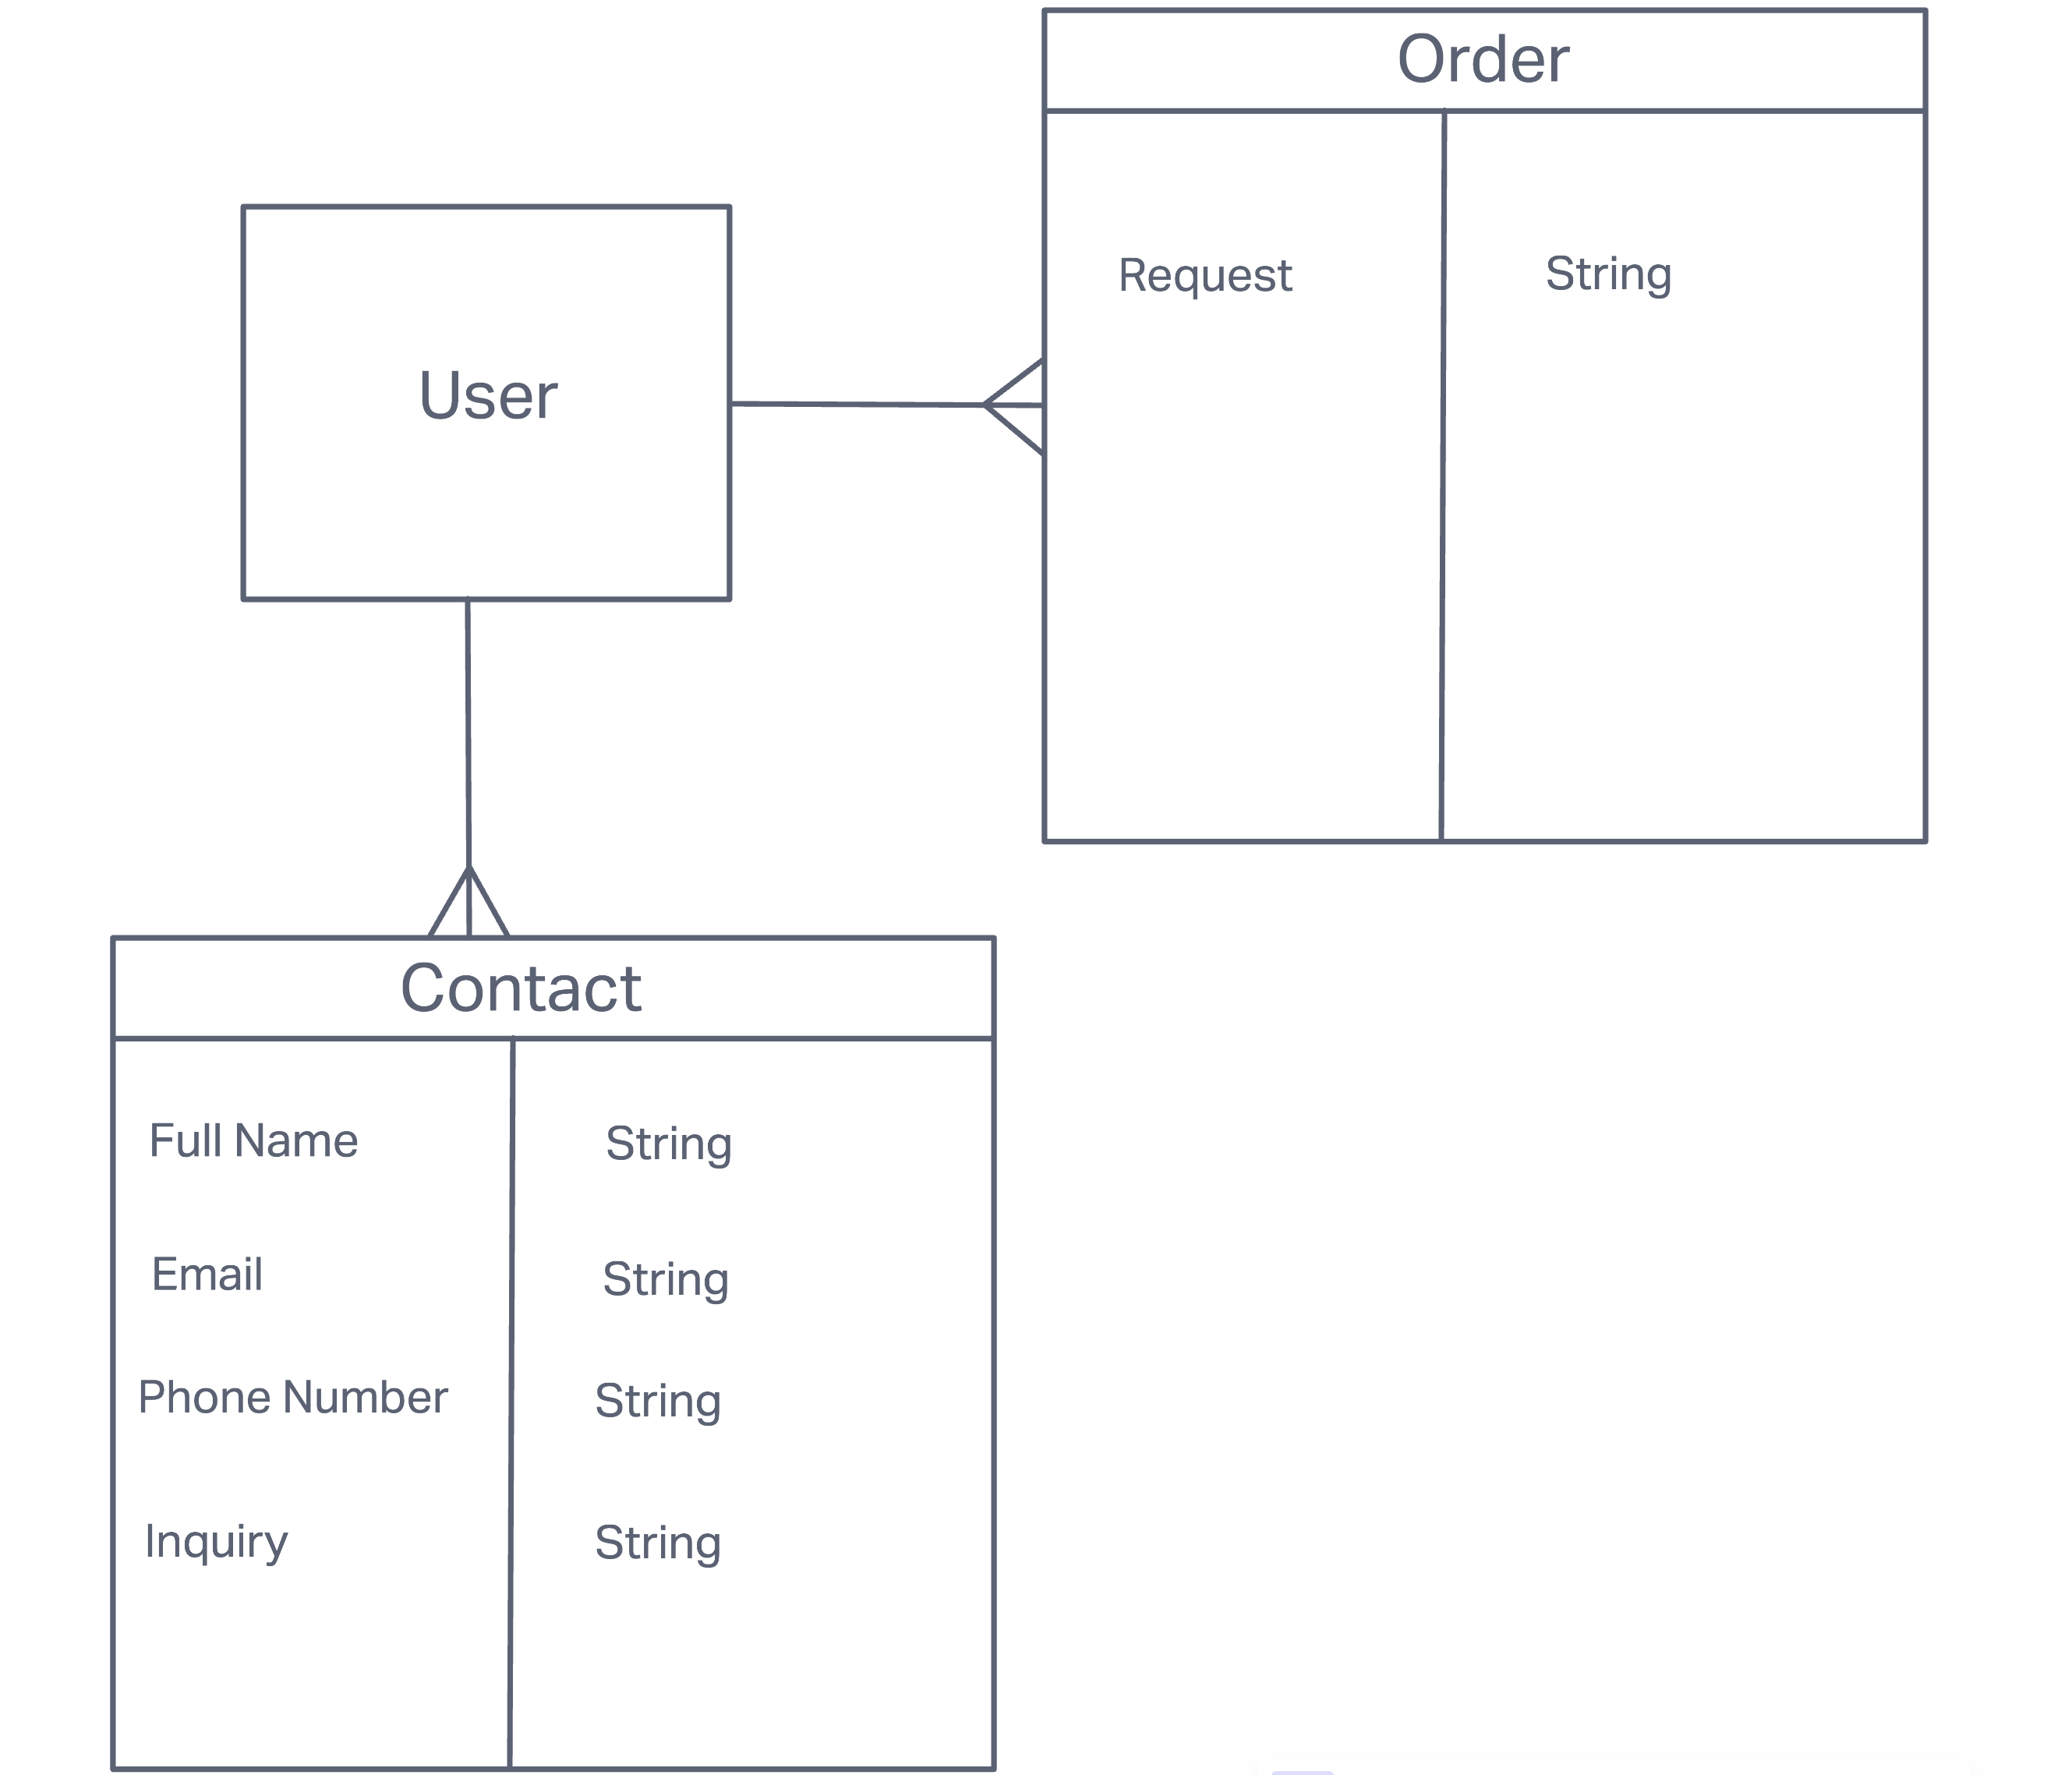 Order
Request String
User
Contact
Full Name String
Email String
Phone Number String
Inquiry String